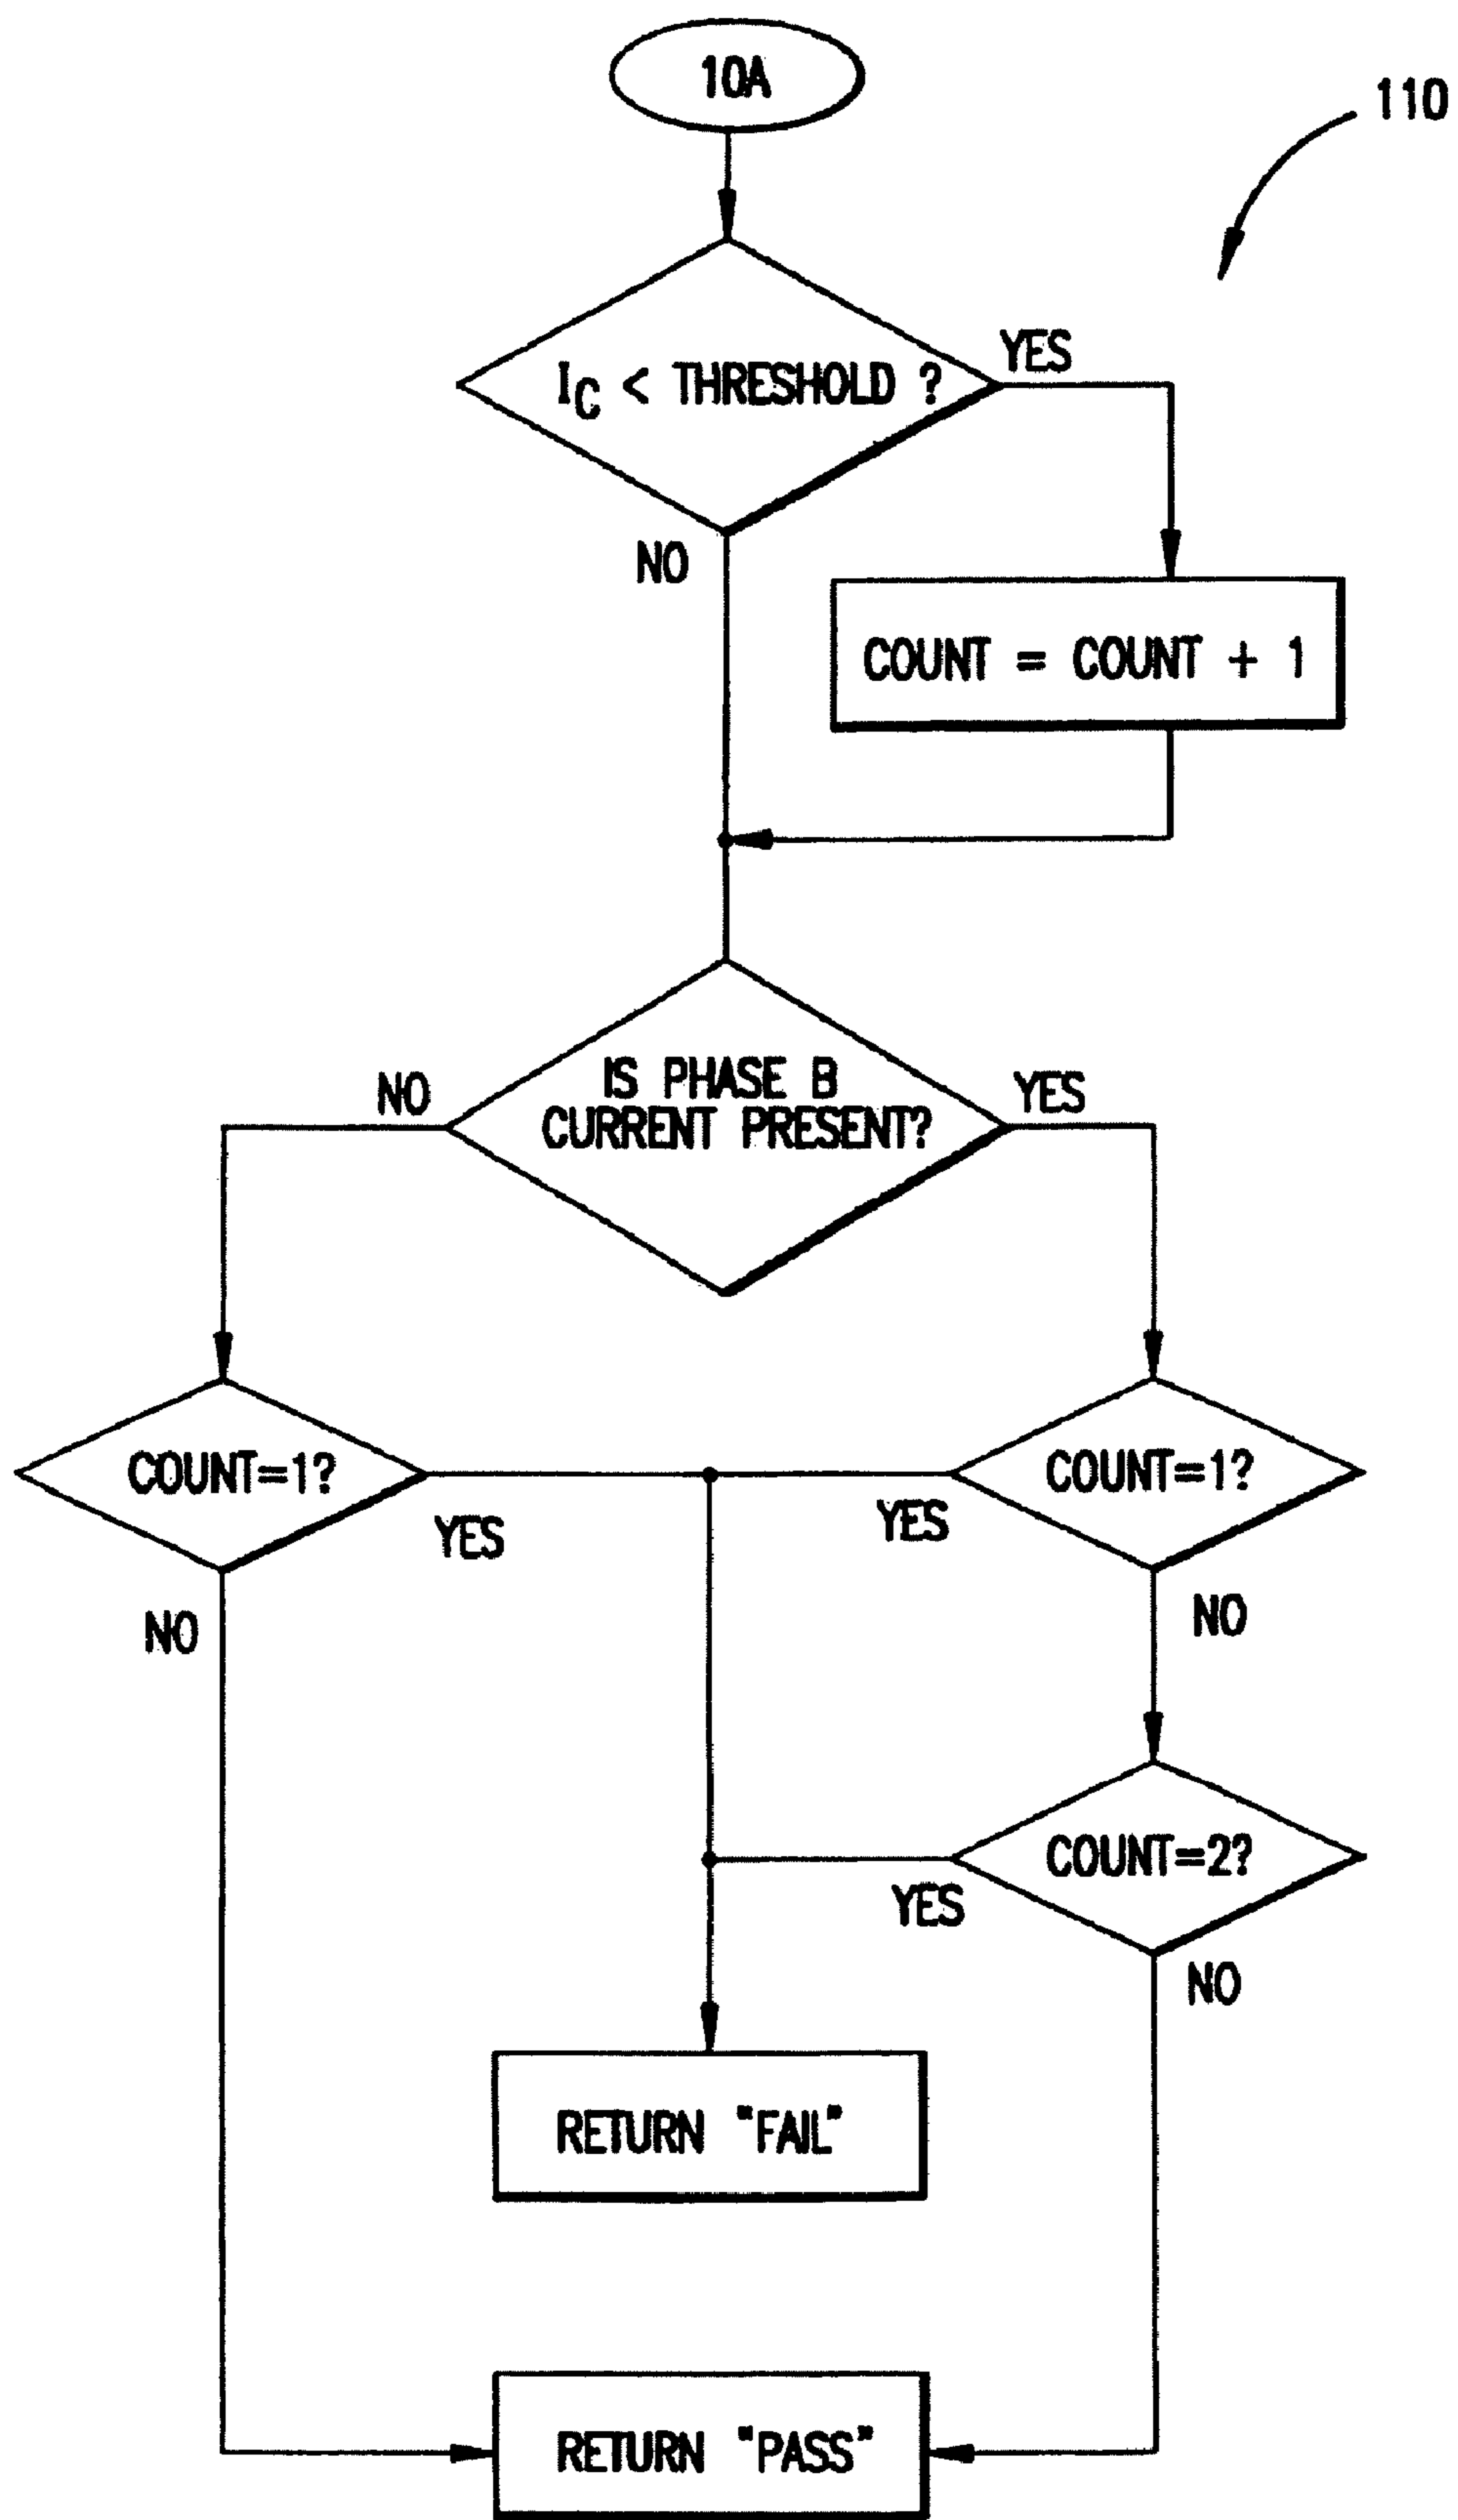 10A
110
I_C < THRESHOLD ?
YES
NO
COUNT = COUNT + 1
IS PHASE B
CURRENT PRESENT?
NO
YES
COUNT=1?
COUNT=1?
YES
YES
NO
NO
COUNT=2?
YES
NO
RETURN "FAIL"
RETURN "PASS"